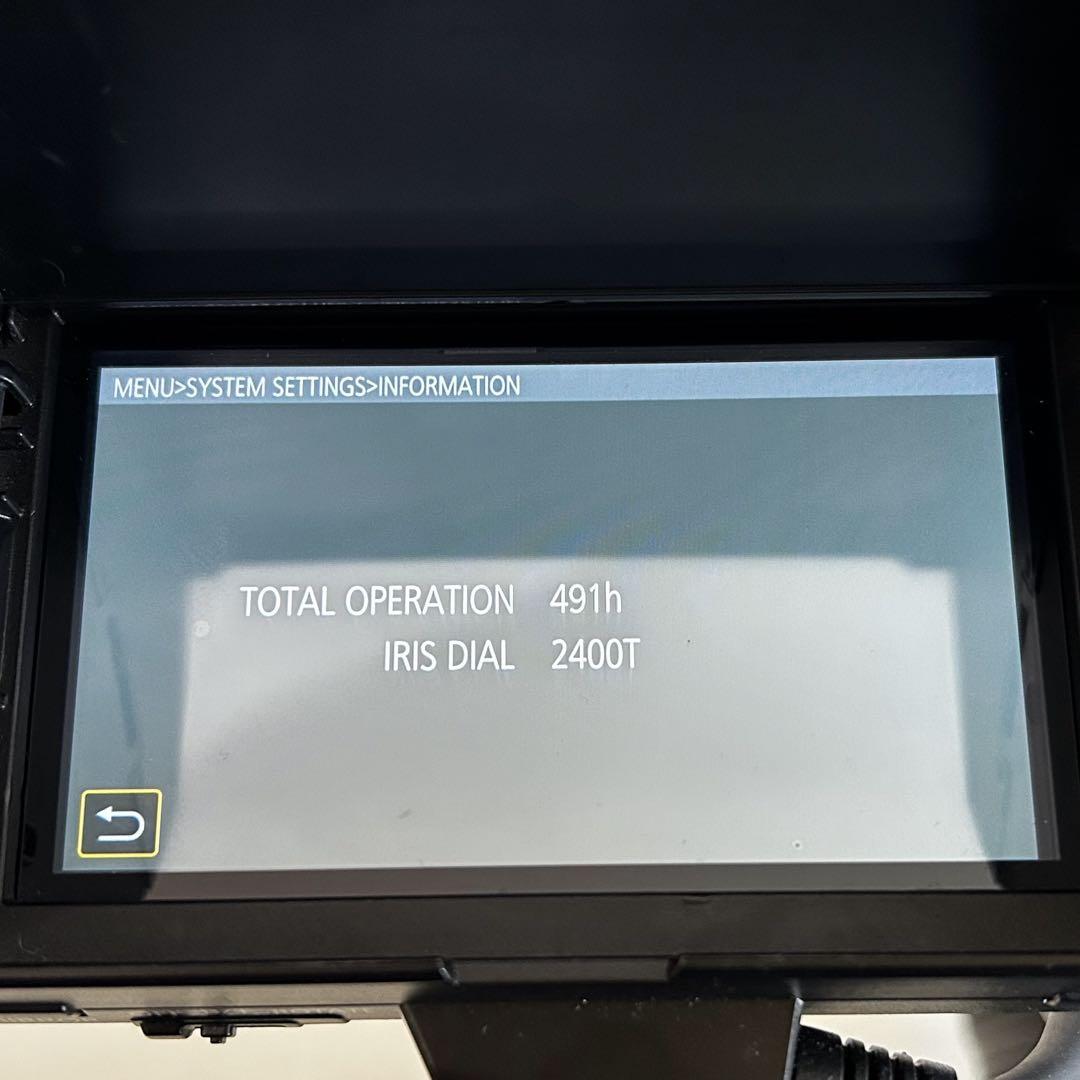 MENU>SYSTEM SETTINGS>INFORMATION
TOTAL OPERATION 491h
IRIS DIAL 2400T